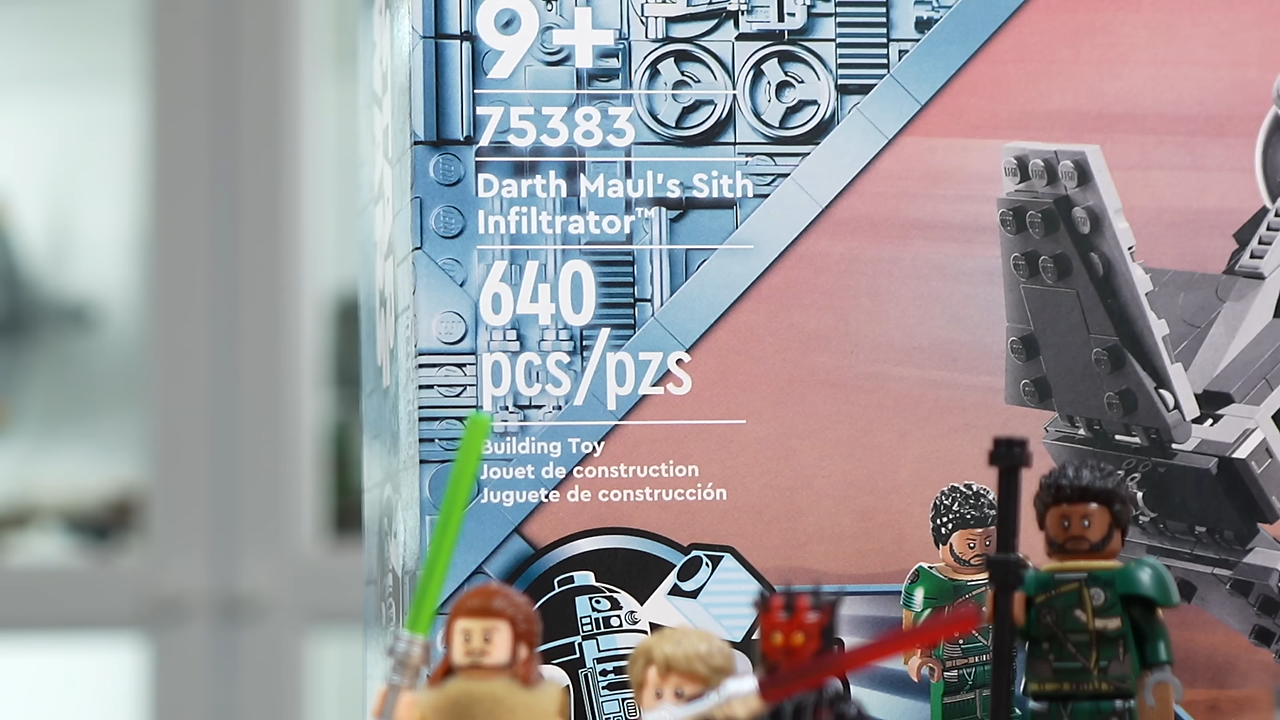 9+
75383
Darth Maul's Sith
Infiltrator™
640
pcs/pzs
Building Toy
Jouet de construction
Juguete de construcción